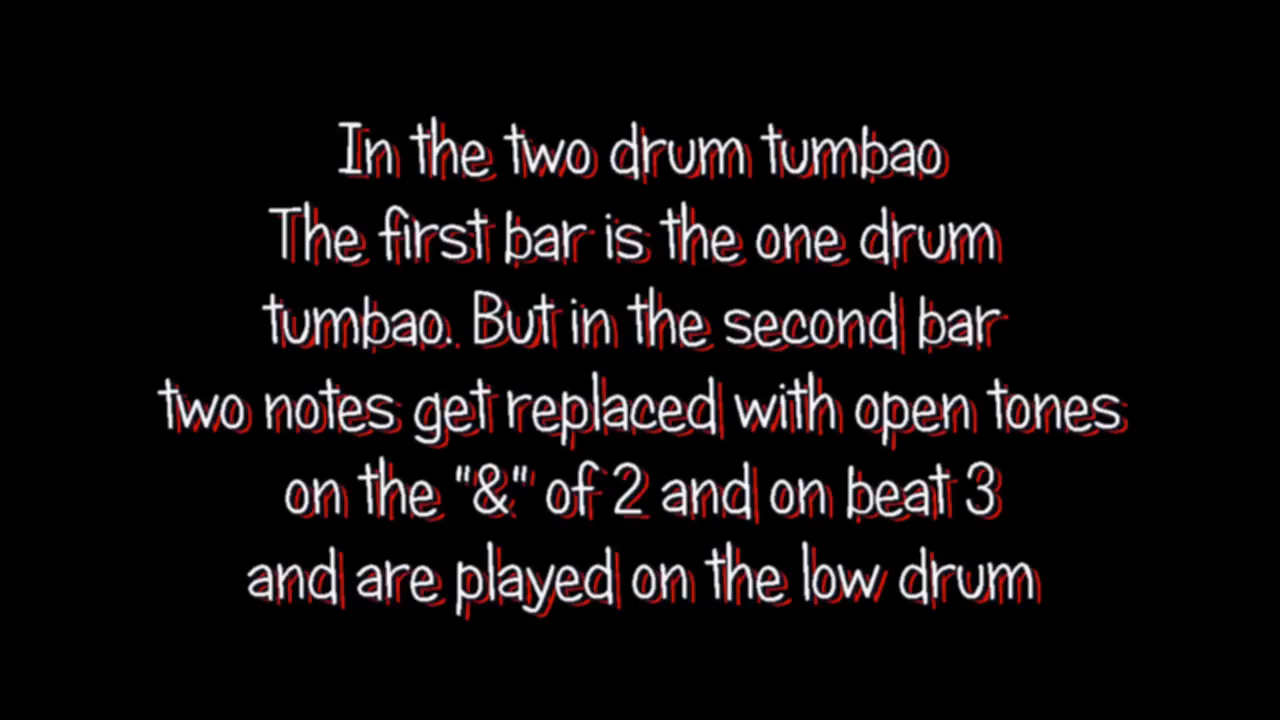 In the two drum tumbao
The first bar is the one drum
tumbao. But in the second bar
two notes get replaced with open tones
on the "&" of 2 and on beat 3
and are played on the low drum